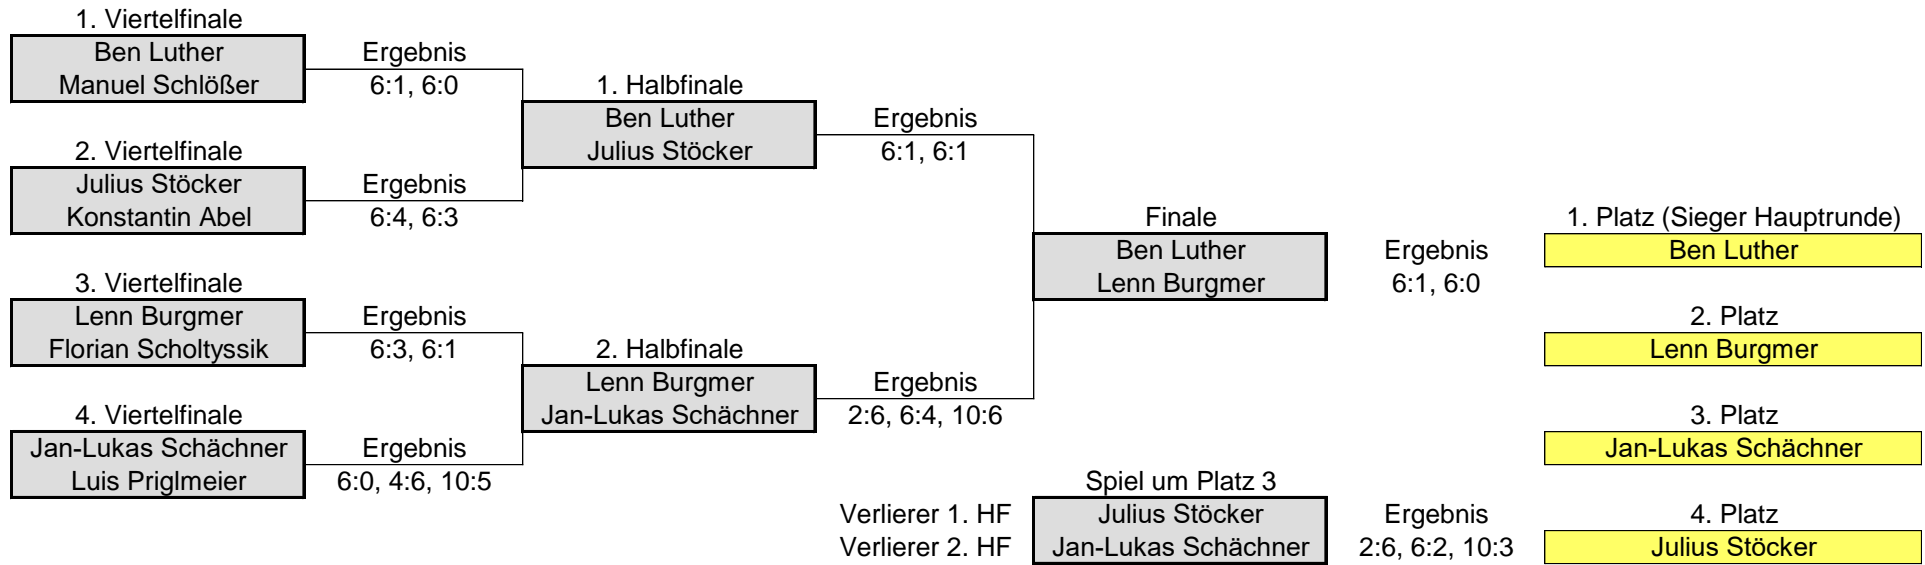 1. Viertelfinale
Ben Luther
Manuel Schlößer
Ergebnis
6:1, 6:0
2. Viertelfinale
Julius Stöcker
Konstantin Abel
Ergebnis
6:4, 6:3
3. Viertelfinale
Lenn Burgmer
Florian Scholtyssik
Ergebnis
6:3, 6:1
4. Viertelfinale
Jan-Lukas Schächner
Luis Priglmeier
Ergebnis
6:0, 4:6, 10:5
1. Halbfinale
Ben Luther
Julius Stöcker
Ergebnis
6:1, 6:1
2. Halbfinale
Lenn Burgmer
Jan-Lukas Schächner
Ergebnis
2:6, 6:4, 10:6
Finale
Ben Luther
Lenn Burgmer
Ergebnis
6:1, 6:0
Spiel um Platz 3
Verlierer 1. HF
Julius Stöcker
Verlierer 2. HF
Jan-Lukas Schächner
Ergebnis
2:6, 6:2, 10:3
1. Platz (Sieger Hauptrunde)
Ben Luther
2. Platz
Lenn Burgmer
3. Platz
Jan-Lukas Schächner
4. Platz
Julius Stöcker